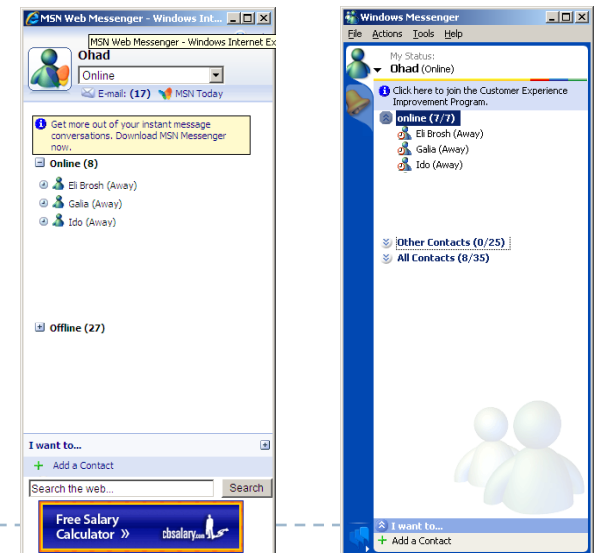 MSN Web Messenger - Windows Int...
MSN Web Messenger - Windows Internet Ex
Ohad
Online
E-mail: (17) MSN Today
Get more out of your instant message
conversations. Download MSN Messenger
now.
Online (8)
Eli Brosh (Away)
Galia (Away)
Ido (Away)
Offline (27)
I want to...
Add a Contact
Search the web...
Search
Free Salary
Calculator »
cbsalary.com
Windows Messenger
File Actions Tools Help
My Status:
Ohad (Online)
Click here to join the Customer Experience
Improvement Program.
online (7/7)
Eli Brosh (Away)
Galia (Away)
Ido (Away)
Other Contacts (0/25)
All Contacts (8/35)
I want to...
Add a Contact